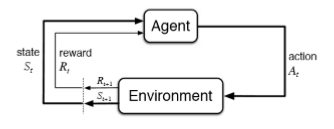 Agent
state
S_t
reward
R_t
action
A_t
R_{t+1}
S_{t+1}
Environment